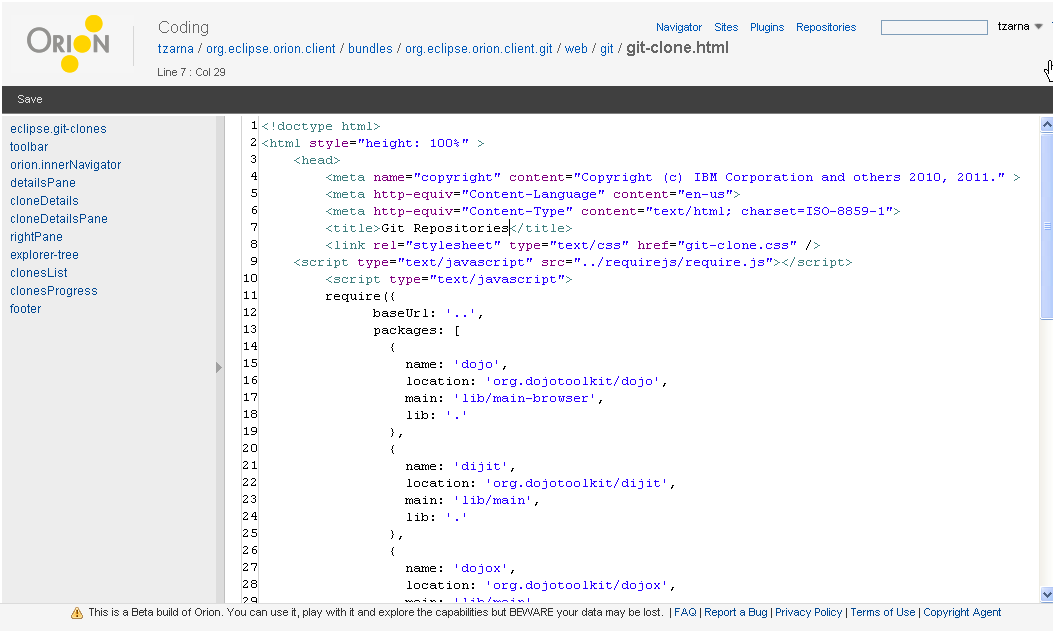 ORION
Coding
Navigator Sites Plugins Repositories tzarna
tzarna / org.eclipse.orion.client / bundles / org.eclipse.orion.client.git / web / git / git-clone.html
Line 7 : Col 29
Save
eclipse.git-clones
toolbar
orion.innerNavigator
detailsPane
cloneDetails
cloneDetailsPane
rightPane
explorer-tree
clonesList
clonesProgress
footer
1 <!doctype html>
2 <html style="height: 100%" >
3 <head>
4 <meta name="copyright" content="Copyright (c) IBM Corporation and others 2010, 2011." >
5 <meta http-equiv="Content-Language" content="en-us">
6 <meta http-equiv="Content-Type" content="text/html; charset=ISO-8859-1">
7 <title>Git Repositories</title>
8 <link rel="stylesheet" type="text/css" href="git-clone.css" />
9 <script type="text/javascript" src="../requirejs/require.js"></script>
10 <script type="text/javascript">
11 require({
12 baseUrl: '..',
13 packages: [
14 {
15 name: 'dojo',
16 location: 'org.dojotoolkit/dojo',
17 main: 'lib/main-browser',
18 lib: '.'
19 },
20 {
21 name: 'dijit',
22 location: 'org.dojotoolkit/dijit',
23 main: 'lib/main',
24 lib: '.'
25 },
26 {
27 name: 'dojox',
28 location: 'org.dojotoolkit/dojox',
29 main: 'lib/main',
This is a Beta build of Orion. You can use it, play with it and explore the capabilities but BEWARE your data may be lost. | FAQ | Report a Bug | Privacy Policy | Terms of Use | Copyright Agent